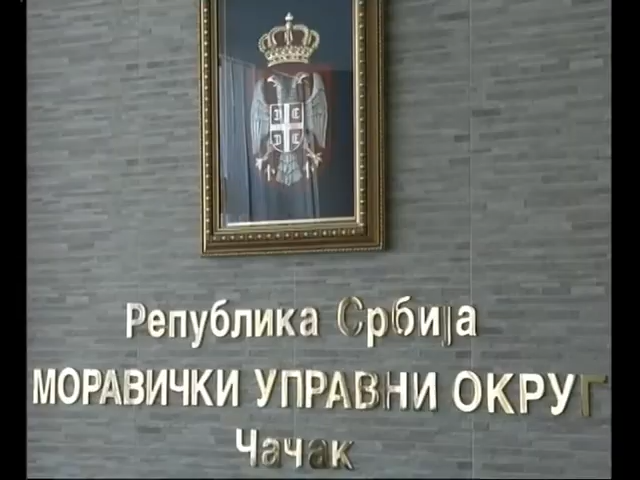 Република Србија
МОРАВИЧКИ УПРАВНИ ОКРУГ
Чачак